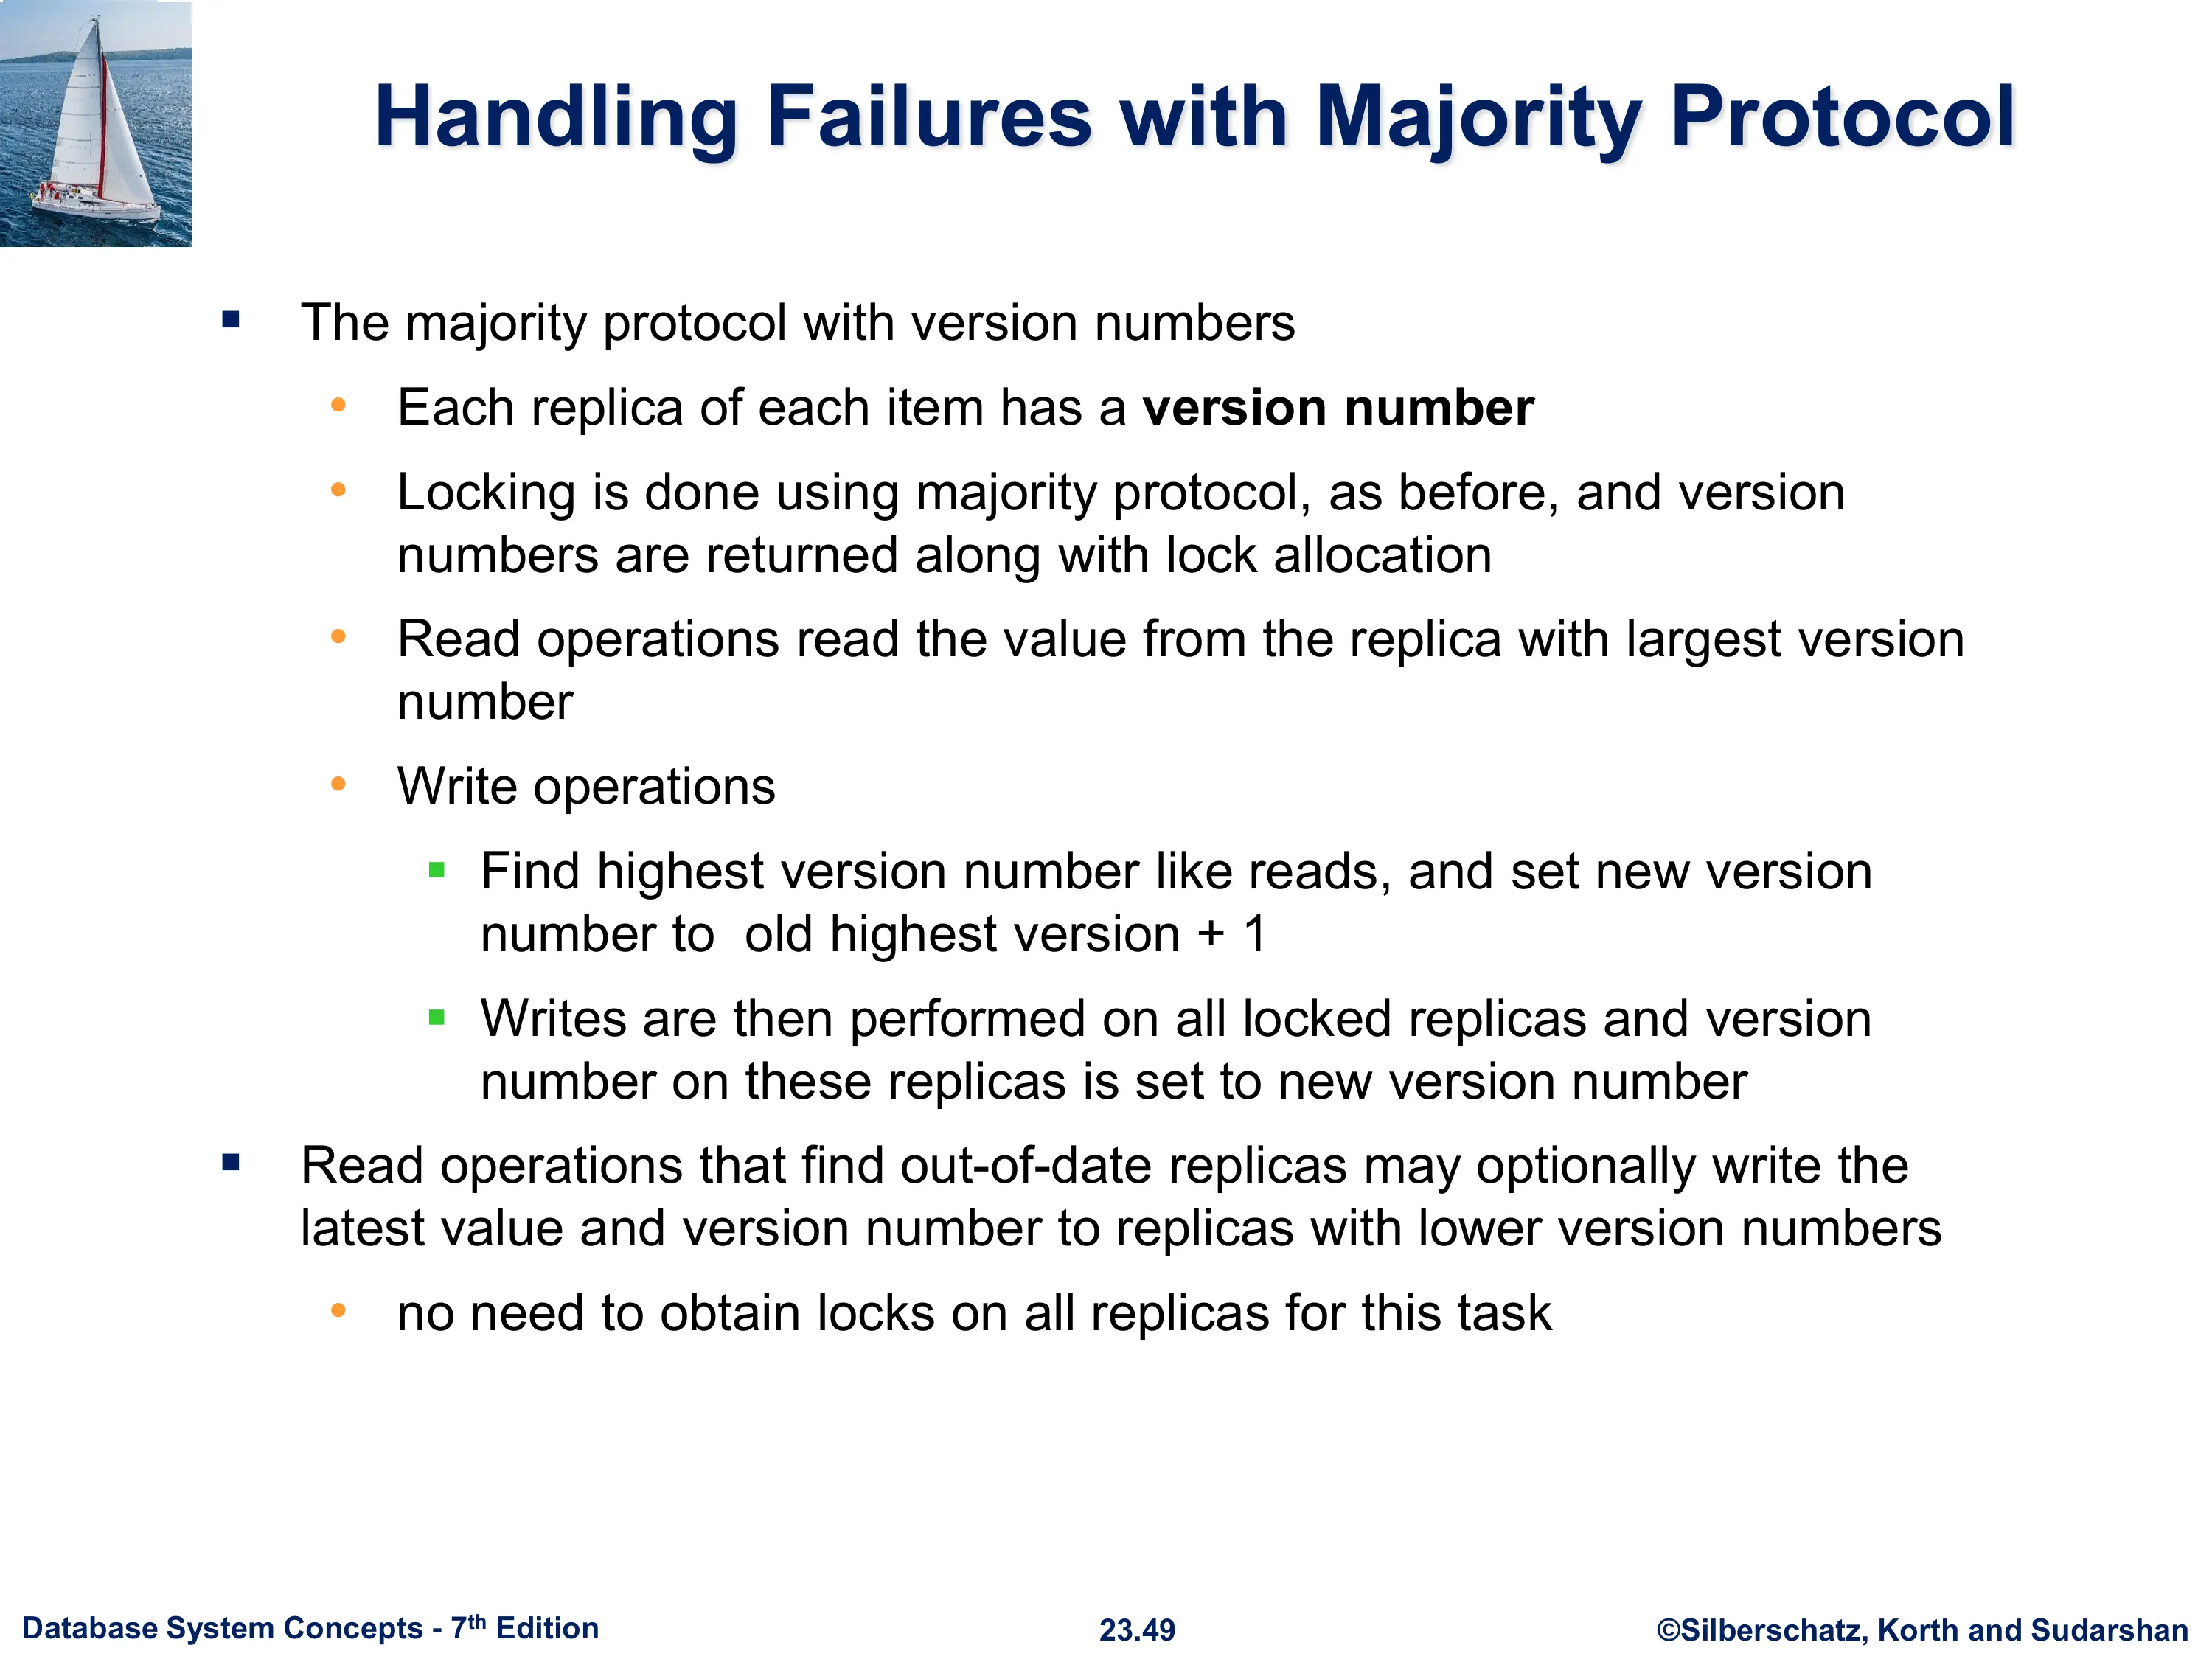 Handling Failures with Majority Protocol
▪ The majority protocol with version numbers
• Each replica of each item has a version number
• Locking is done using majority protocol, as before, and version
numbers are returned along with lock allocation
• Read operations read the value from the replica with largest version
number
• Write operations
▪ Find highest version number like reads, and set new version
number to  old highest version + 1
▪ Writes are then performed on all locked replicas and version
number on these replicas is set to new version number
▪ Read operations that find out-of-date replicas may optionally write the
latest value and version number to replicas with lower version numbers
• no need to obtain locks on all replicas for this task
Database System Concepts - 7th Edition
23.49
©Silberschatz, Korth and Sudarshan